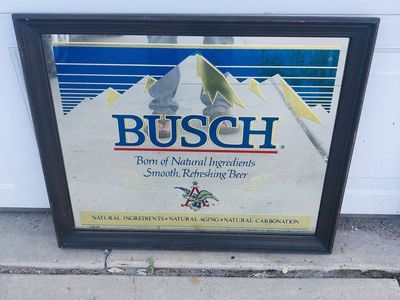 BUSCH
Born of Natural Ingredients
Smooth, Refreshing Beer
NATURAL INGREDIENTS • NATURAL AGING • NATURAL CARBONATION